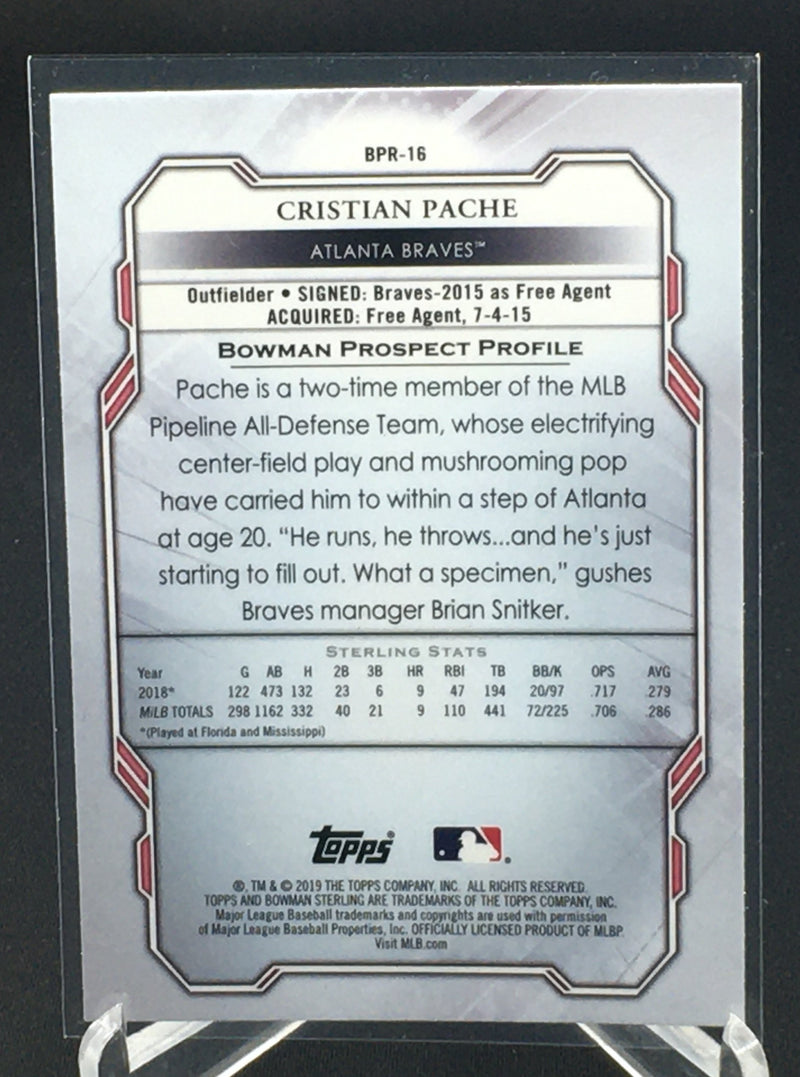 BPR-16
CRISTIAN PACHE
ATLANTA BRAVES™
Outfielder • SIGNED: Braves-2015 as Free Agent
ACQUIRED: Free Agent, 7-4-15
BOWMAN PROSPECT PROFILE
Pache is a two-time member of the MLB
Pipeline All-Defense Team, whose electrifying
center-field play and mushrooming pop
have carried him to within a step of Atlanta
at age 20. “He runs, he throws...and he’s just
starting to fill out. What a specimen,” gushes
Braves manager Brian Snitker.
STERLING STATS
Year G AB H 2B 3B HR RBI TB BB/K OPS AVG
2018* 122 473 132 23 6 9 47 194 20/97 .717 .279
MiLB TOTALS 298 1162 332 40 21 9 110 441 72/225 .706 .286
*(Played at Florida and Mississippi)
Topps®
®, TM & © 2019 THE TOPPS COMPANY, INC. ALL RIGHTS RESERVED.
TOPPS AND BOWMAN STERLING ARE TRADEMARKS OF THE TOPPS COMPANY, INC.
Major League Baseball trademarks and copyrights are used with permission
of Major League Baseball Properties, Inc. OFFICIALLY LICENSED PRODUCT OF MLBP.
Visit MLB.com